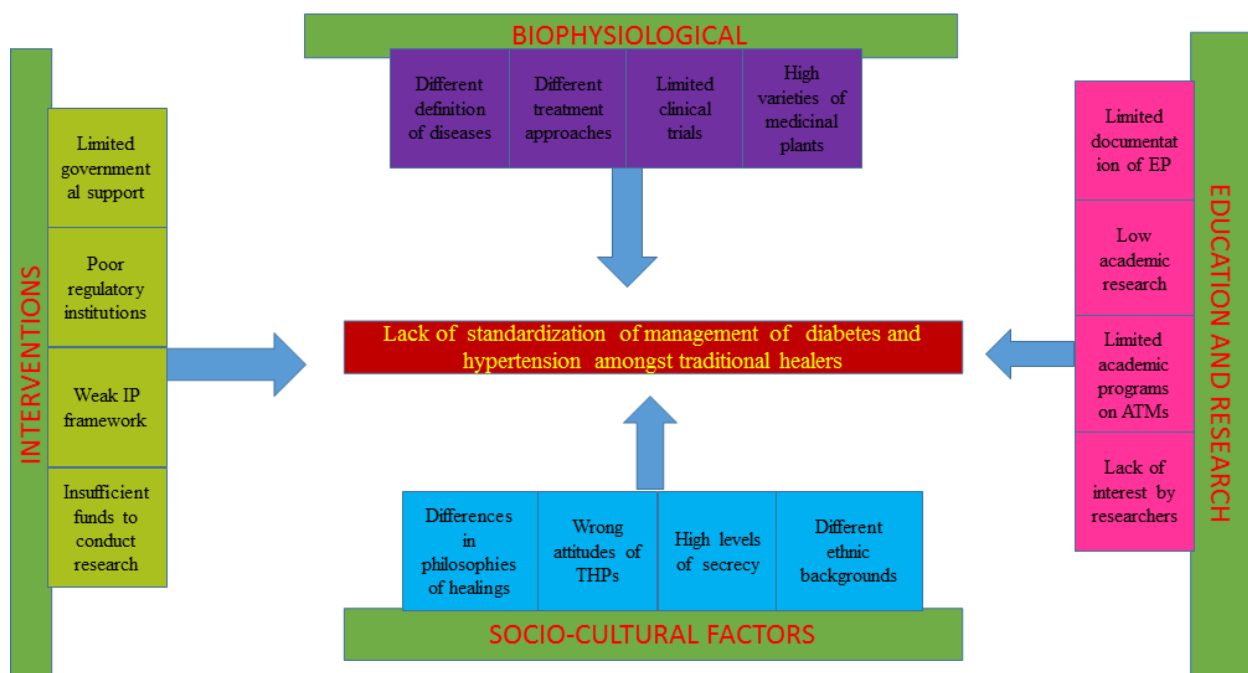 BIOPHYSIOLOGICAL
Different
definition
of diseases
Different
treatment
approaches
Limited
clinical
trials
High
varieties of
medicinal
plants
INTERVENTIONS
Limited
government
al support
Poor
regulatory
institutions
Weak IP
framework
Insufficient
funds to
conduct
research
Lack of standardization of management of diabetes and
hypertension amongst traditional healers
Limited
documentat
ion of EP
Low
academic
research
Limited
academic
programs
on ATMs
Lack of
interest by
researchers
EDUCATION AND RESEARCH
Differences
in
philosophies
of healings
Wrong
attitudes of
THPs
High levels
of secrecy
Different
ethnic
backgrounds
SOCIO-CULTURAL FACTORS